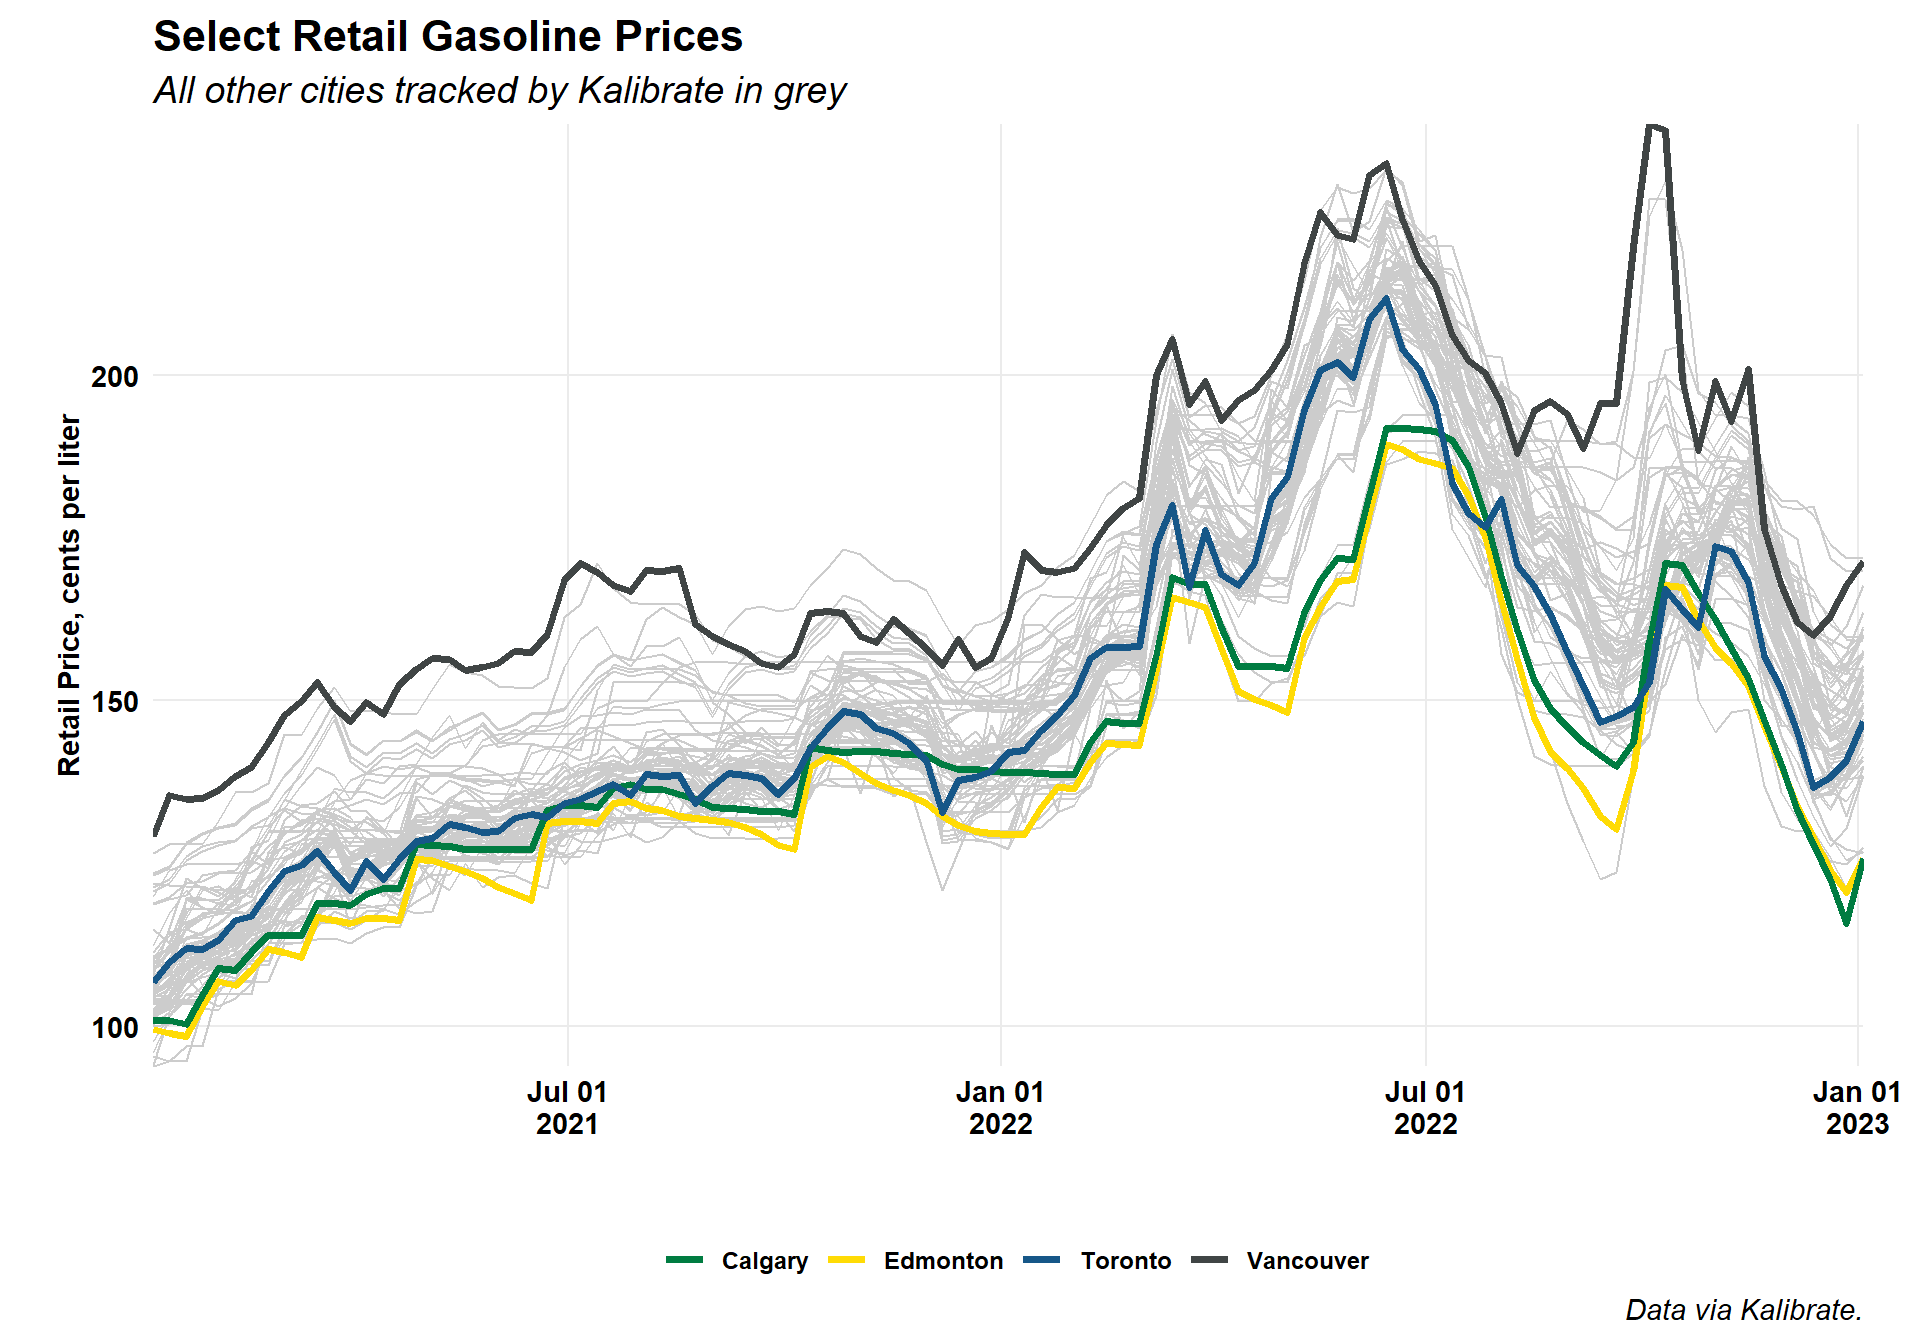 Select Retail Gasoline Prices
All other cities tracked by Kalibrate in grey
Retail Price, cents per liter
200
150
100
Jul 01
2021
Jan 01
2022
Jul 01
2022
Jan 01
2023
Calgary
Edmonton
Toronto
Vancouver
Data via Kalibrate.